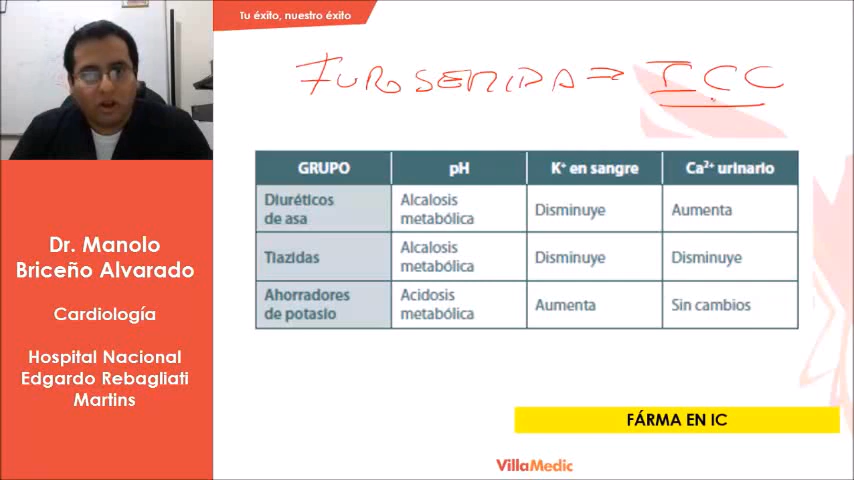 Tu éxito, nuestro éxito
FUROSEMIDA ⇒ ICC
GRUPO pH K⁺ en sangre Ca²⁺ urinario
Diuréticos de asa Alcalosis metabólica Disminuye Aumenta
Tiazidas Alcalosis metabólica Disminuye Disminuye
Ahorradores de potasio Acidosis metabólica Aumenta Sin cambios
Dr. Manolo
Briceño Alvarado
Cardiología
Hospital Nacional
Edgardo Rebagliati
Martins
FÁRMA EN IC
VillaMedic